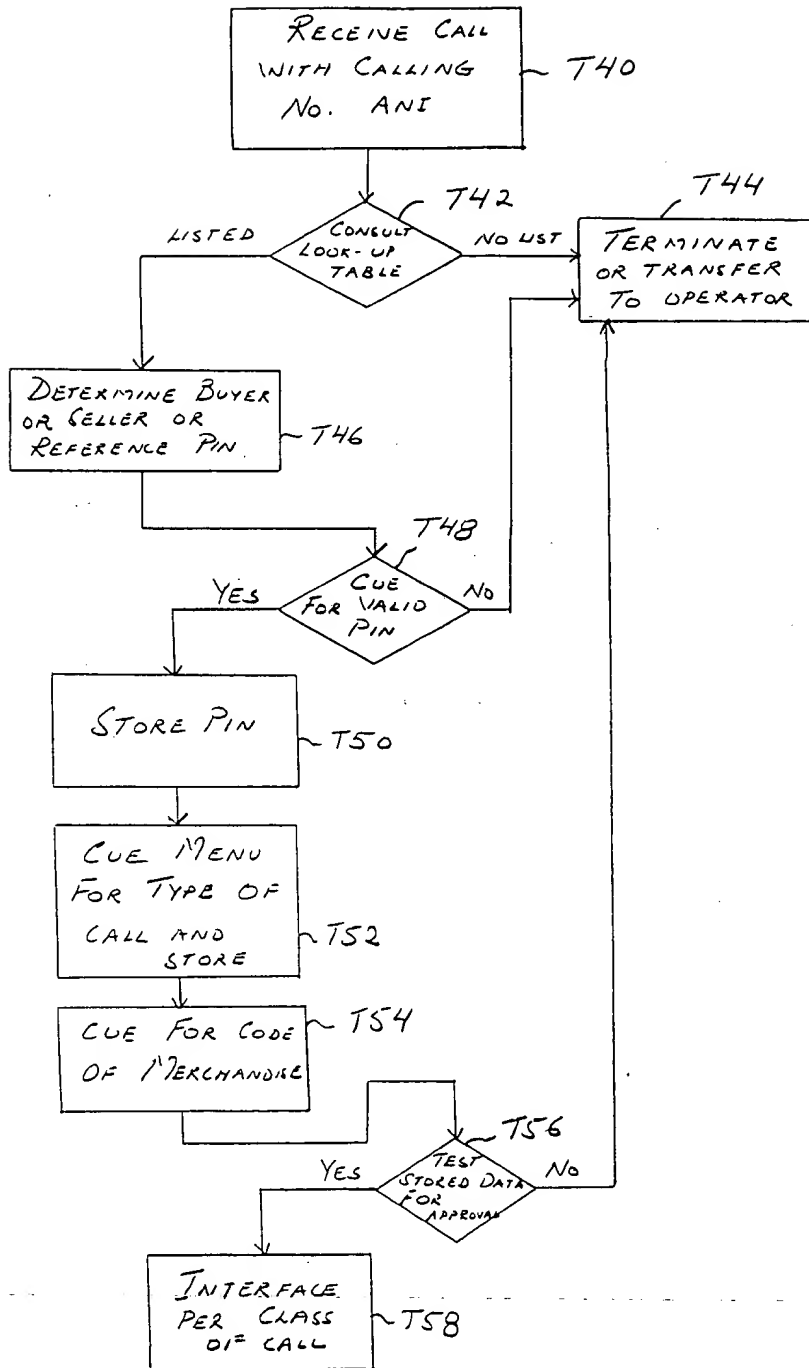 RECEIVE CALL
WITH CALLING
NO. ANI
T40
T42
CONSULT
LOOK-UP
TABLE
LISTED
NO LIST
T44
TERMINATE
OR TRANSFER
TO OPERATOR
DETERMINE BUYER
OR SELLER OR
REFERENCE PIN
T46
T48
CUE
FOR VALID
PIN
YES
NO
STORE PIN
T50
CUE MENU
FOR TYPE OF
CALL AND
STORE
T52
CUE FOR CODE
OF MERCHANDISE
T54
T56
TEST
STORED DATA
FOR
APPROVAL
YES
NO
INTERFACE
PER CLASS
OF CALL
T58